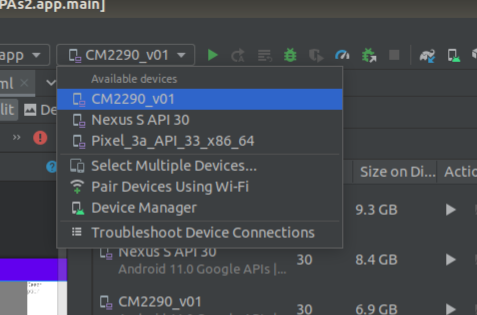 PAs2.app.main]
app
CM2290_v01
ml
Available devices
CM2290_v01
Nexus S API 30
Pixel_3a_API_33_x86_64
Select Multiple Devices...
Pair Devices Using Wi-Fi
Device Manager
Troubleshoot Device Connections
lit
De
Size on Di...
Actic
9.3 GB
Nexus S API 30
Android 11.0 Google APIs |...
30
8.4 GB
CM2290_v01
30
6.9 GB